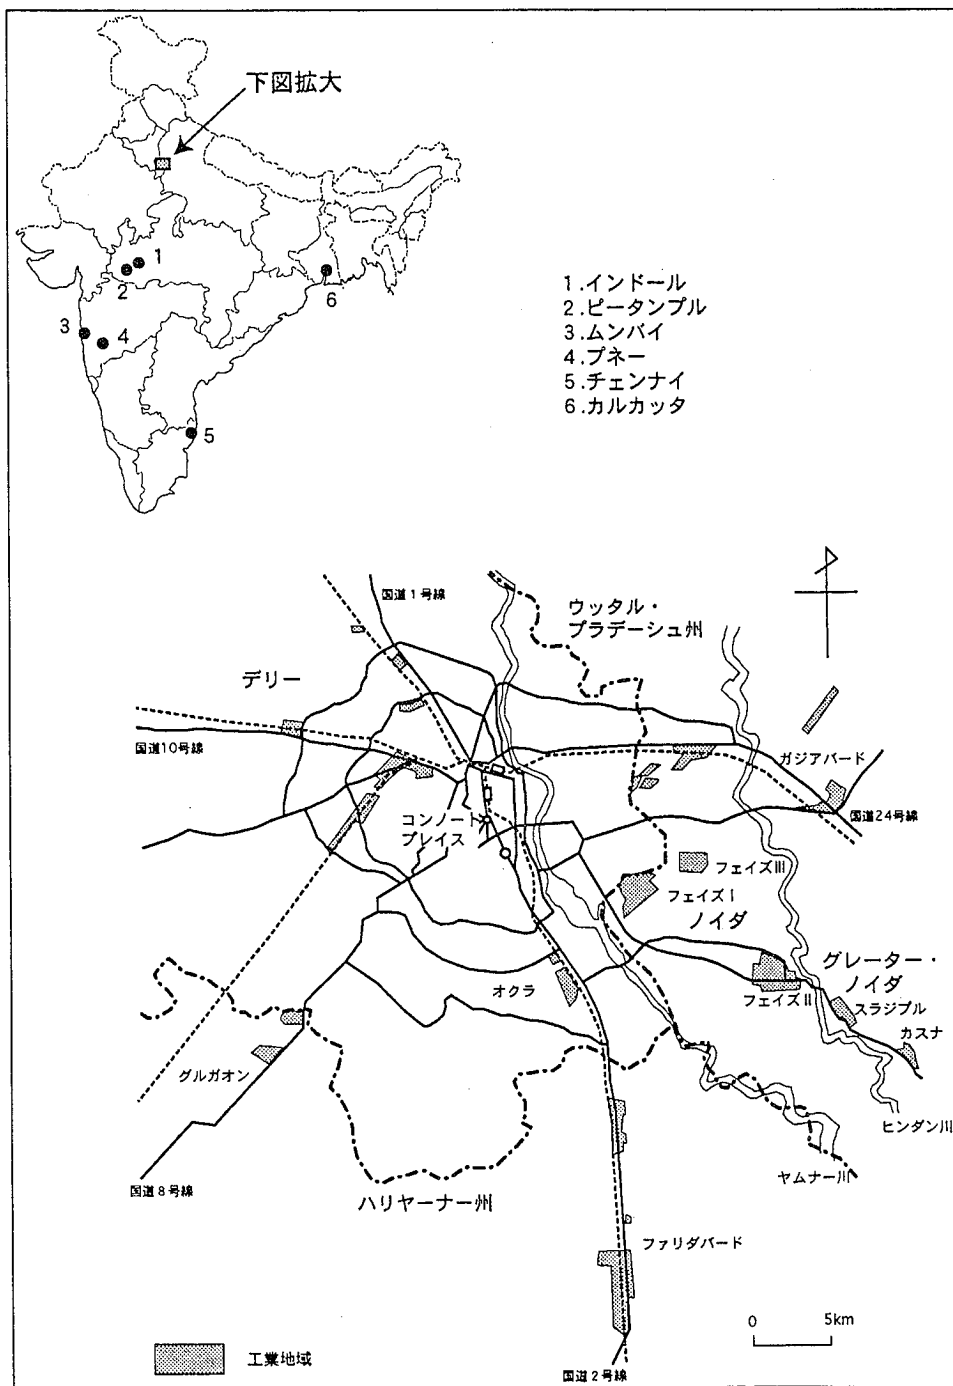 下図拡大
1
2
3
4
5
6
1.インドール
2.ピータンプル
3.ムンバイ
4.プネー
5.チェンナイ
6.カルカッタ
国道1号線
ウッタル・
プラデーシュ州
デリー
国道10号線
ガジアバード
国道24号線
コンノート
プレイス
フェイズIII
フェイズI
ノイダ
グレーター・
ノイダ
オクラ
フェイズII
スラジプル
カスナ
グルガオン
ヒンダン川
ヤムナー川
国道8号線
ハリヤーナー州
ファリダバード
0 5km
工業地域
国道2号線